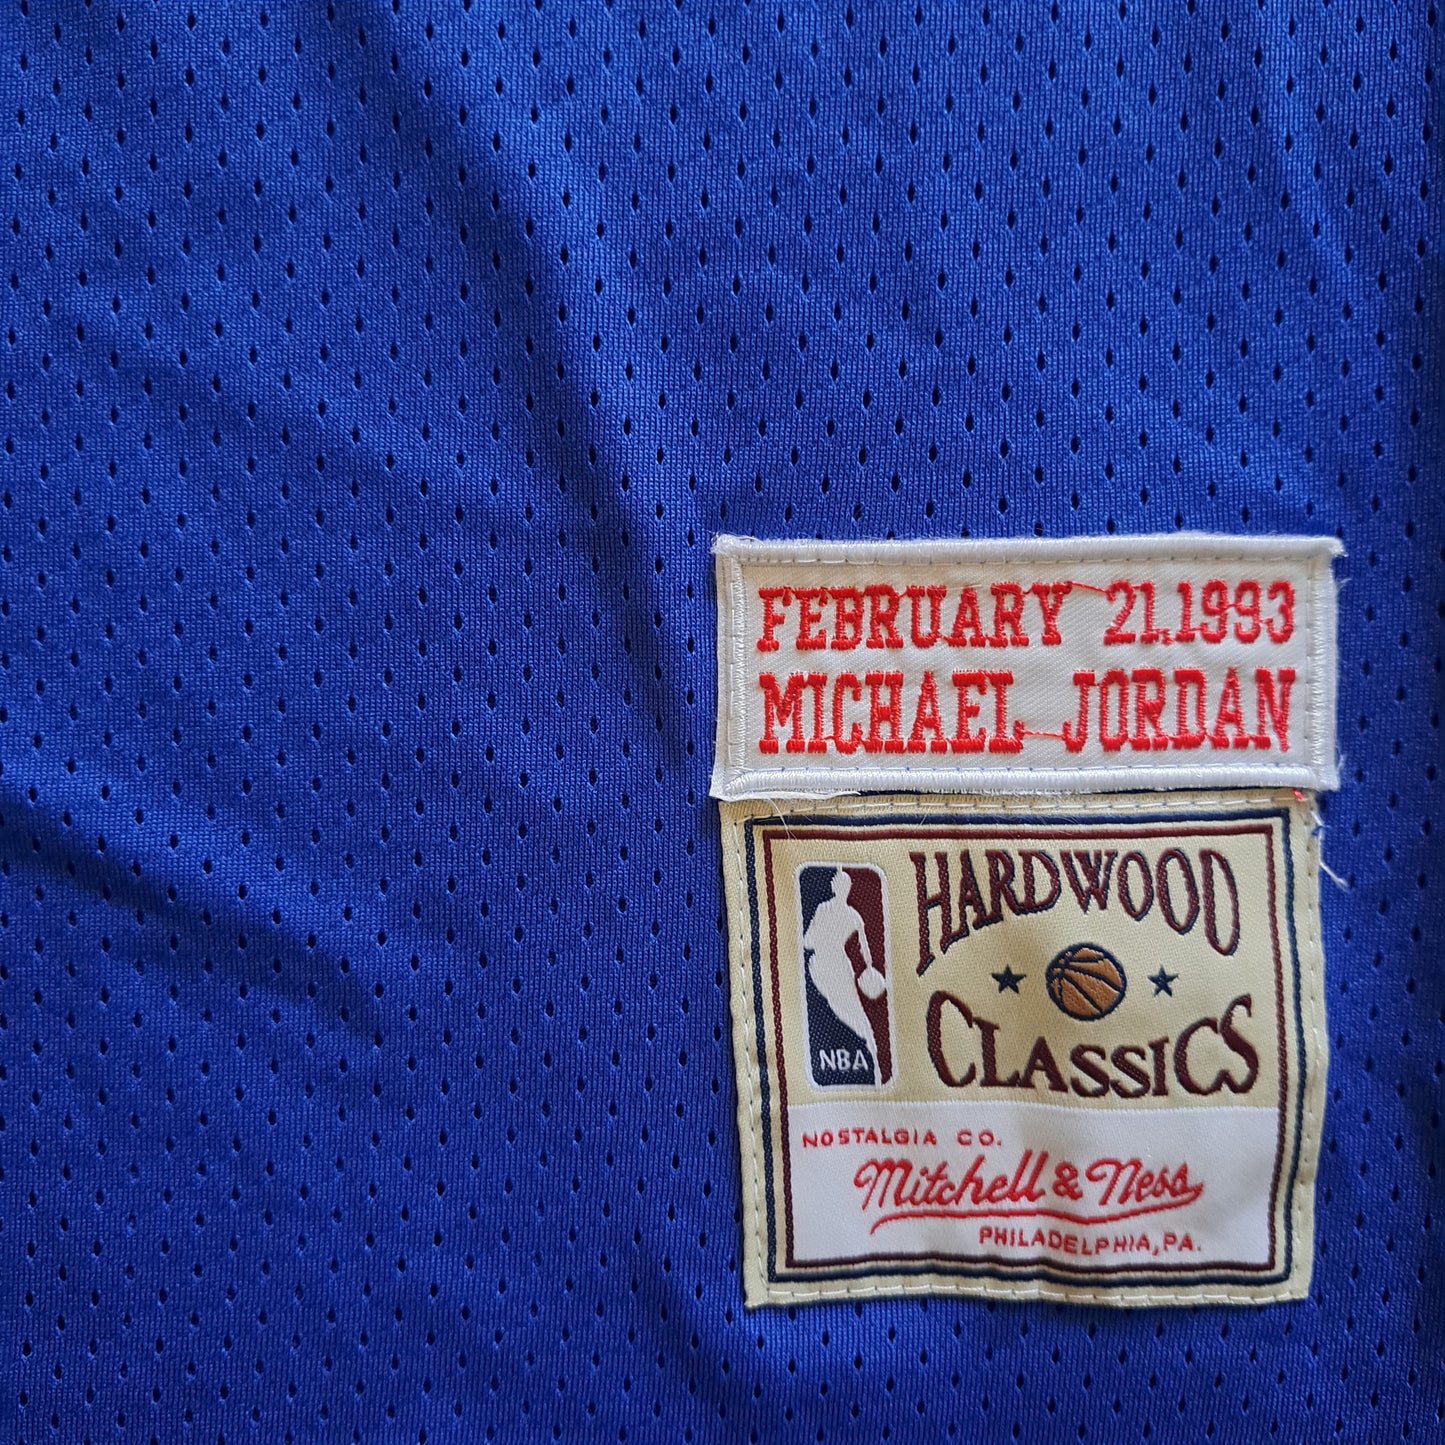 FEBRUARY 21,1993
MICHAEL JORDAN
HARDWOOD
CLASSICS
NBA
NOSTALGIA CO.
Mitchell & Ness
PHILADELPHIA, PA.